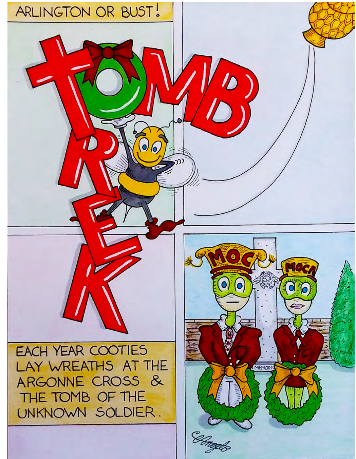 ARLINGTON OR BUST!
TOMB
TREK
MOC
MOCA
EACH YEAR COOTIES
LAY WREATHS AT THE
ARGONNE CROSS &
THE TOMB OF THE
UNKNOWN SOLDIER.